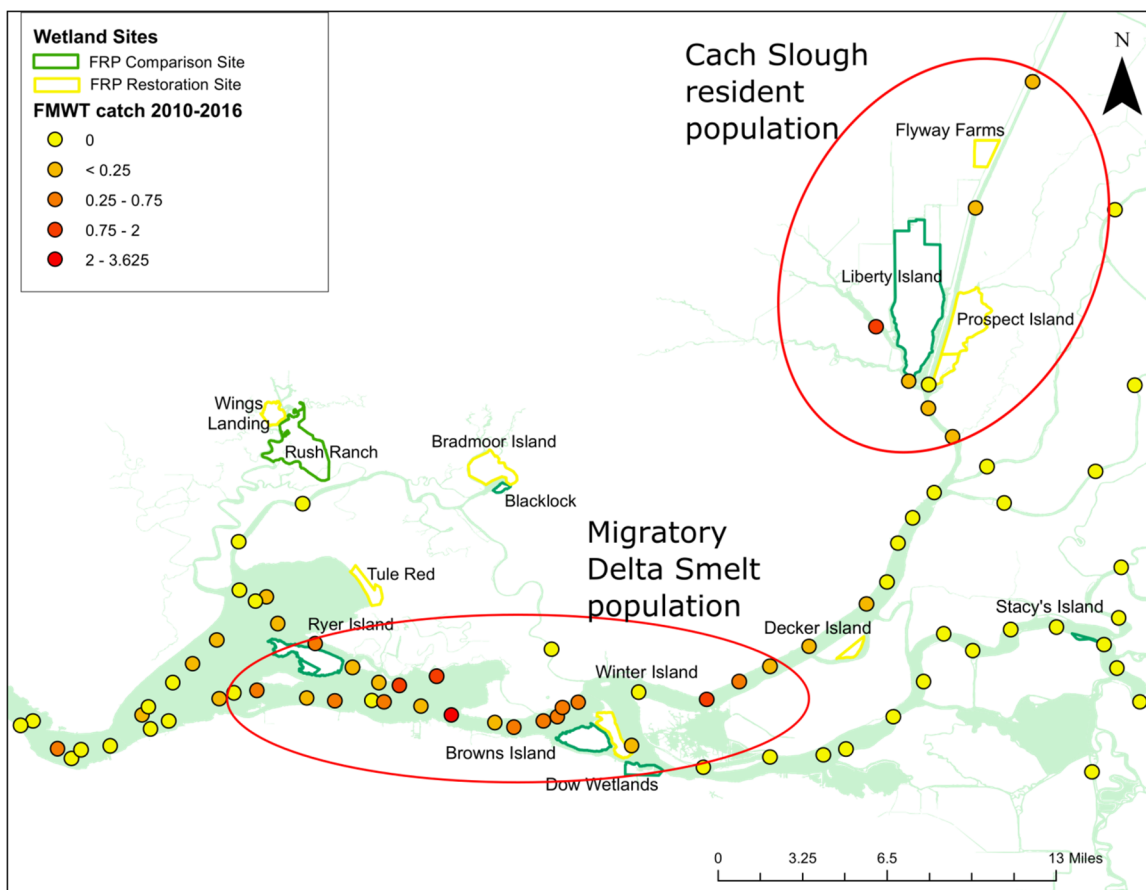 Wetland Sites
FRP Comparison Site
FRP Restoration Site
FMWT catch 2010-2016
0
< 0.25
0.25 - 0.75
0.75 - 2
2 - 3.625
Cach Slough
resident
population
N
Flyway Farms
Liberty Island
Prospect Island
Wings
Landing
Rush Ranch
Bradmoor Island
Blacklock
Migratory
Delta Smelt
population
Tule Red
Ryer Island
Stacy's Island
Decker Island
Winter Island
Browns Island
Dow Wetlands
0 3.25 6.5 13 Miles